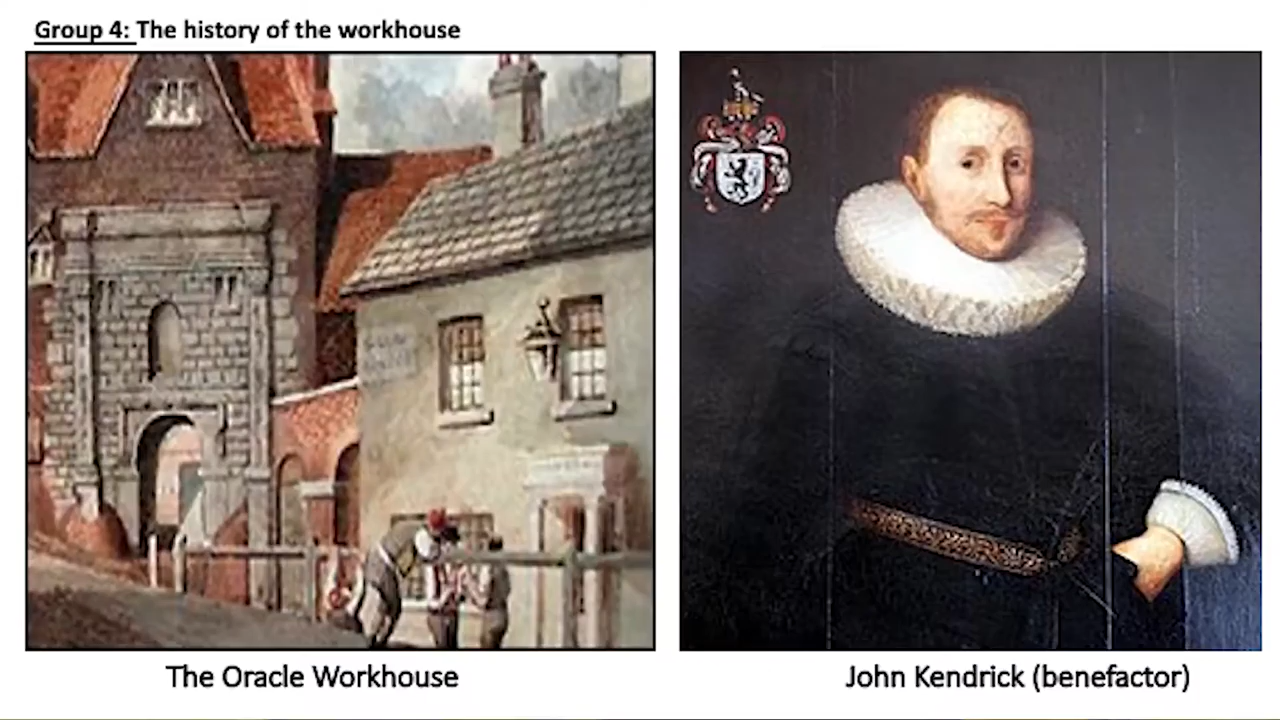 Group 4: The history of the workhouse
The Oracle Workhouse
John Kendrick (benefactor)